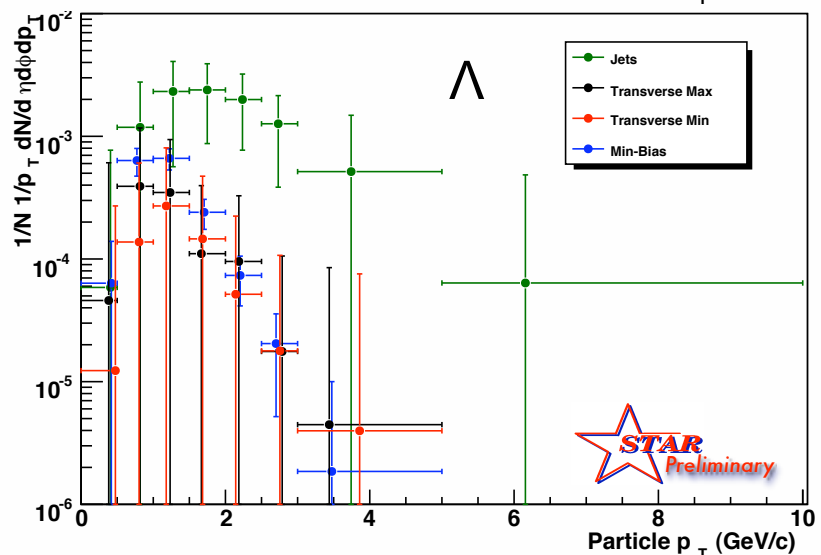 1/N 1/p_T dN/d ηdϕdp_T
10⁻²
10⁻³
10⁻⁴
10⁻⁵
10⁻⁶
Λ
Jets
Transverse Max
Transverse Min
Min-Bias
STAR
Preliminary
0 2 4 6 8 10
Particle p_T (GeV/c)